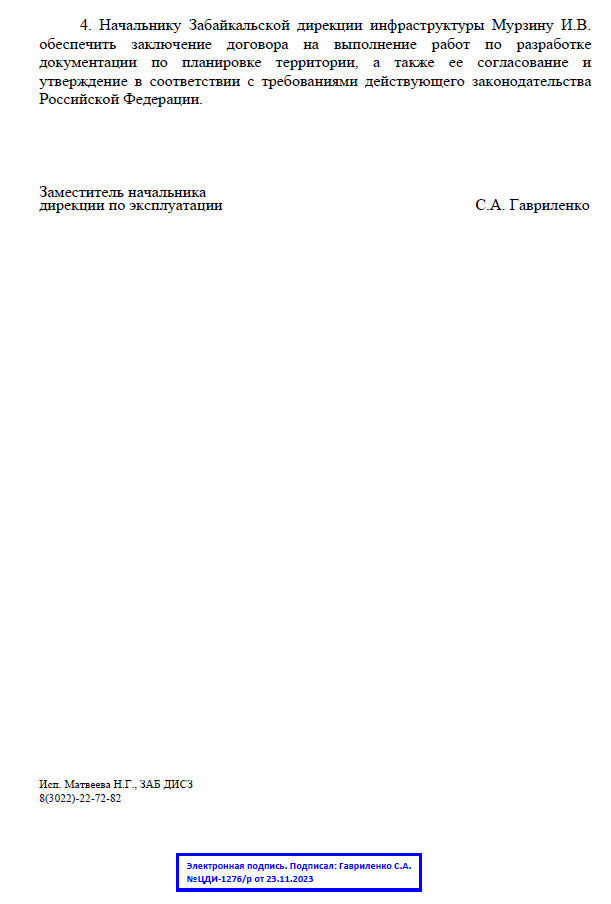 4. Начальнику Забайкальской дирекции инфраструктуры Мурзину И.В.
обеспечить заключение договора на выполнение работ по разработке
документации по планировке территории, а также ее согласование и
утверждение в соответствии с требованиями действующего законодательства
Российской Федерации.
Заместитель начальника
дирекции по эксплуатации С.А. Гавриленко
Исп. Матвеева Н.Г., ЗАБ ДИСЗ
8(3022)-22-72-82
Электронная подпись. Подписал: Гавриленко С.А.
№ЦДИ-1276/р от 23.11.2023